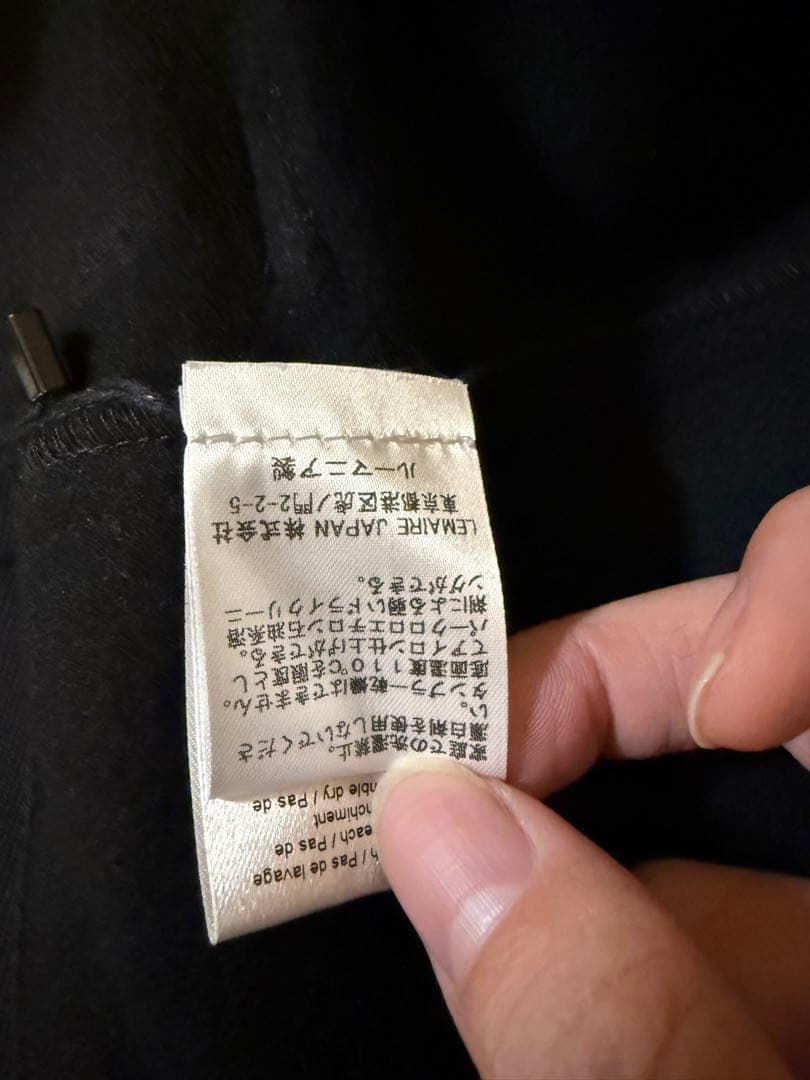 h / Pas de lavage
each / Pas de
nchiment
mble dry / Pas de
家庭での洗濯禁止。
漂白剤を使用しないでくださ
い。
タンブラー乾燥はできません。
底面温度110℃を限度とし
てアイロン仕上げができる。
パークロロエチレン石油系溶
剤による弱いドライクリーニ
ングができる。
LEMAIRE JAPAN 株式会社
東京都港区虎ノ門2-2-5
ルーマニア製